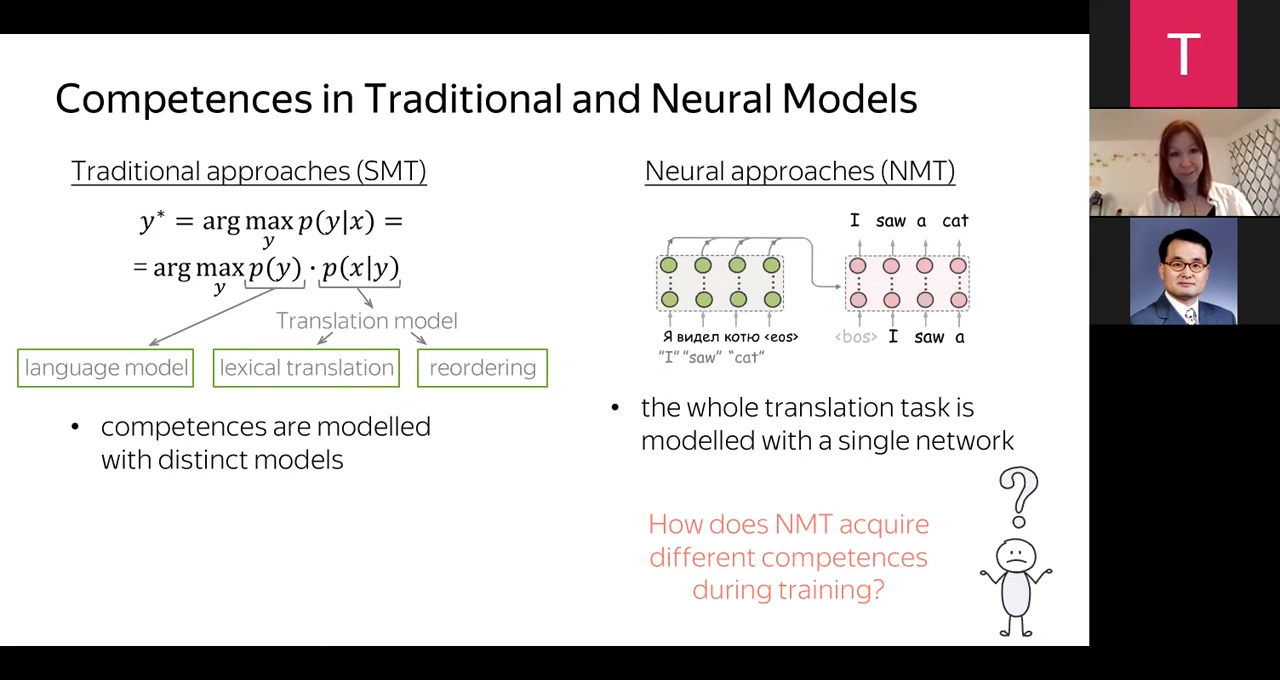 Competences in Traditional and Neural Models
Traditional approaches (SMT)
y* = arg max p(y|x) =
y
= arg max p(y) · p(x|y)
y
Translation model
language model
lexical translation
reordering
• competences are modelled
with distinct models
Neural approaches (NMT)
I saw a cat
Я видел котю <eos>
"I" "saw" "cat"
<bos> I saw a
• the whole translation task is
modelled with a single network
?
How does NMT acquire
different competences
during training?
T